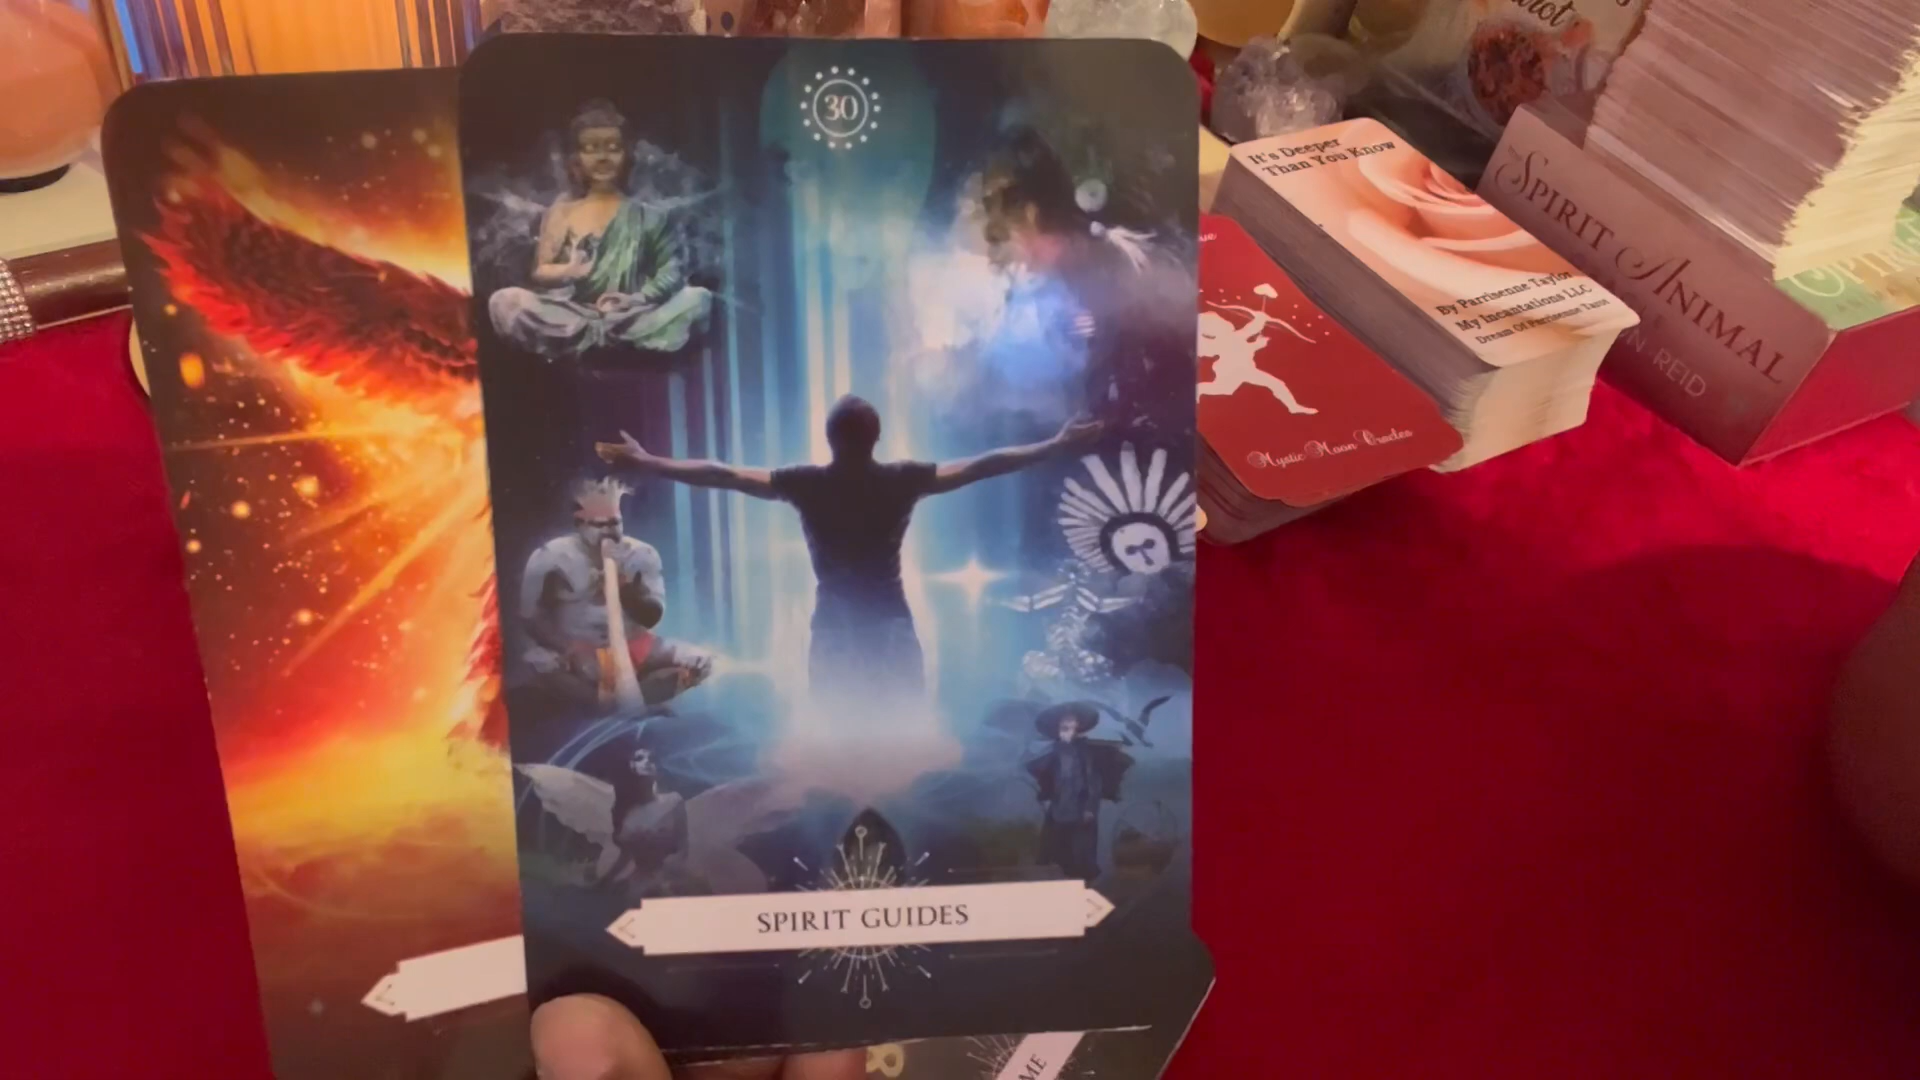 30
SPIRIT GUIDES
It's Deeper
Than You Know
By Parrisenne Taylor
My Incantations LLC
Dream Of Parrisenne Tarot
Mystic Moon Oracles
SPIRIT ANIMAL
REID
ME